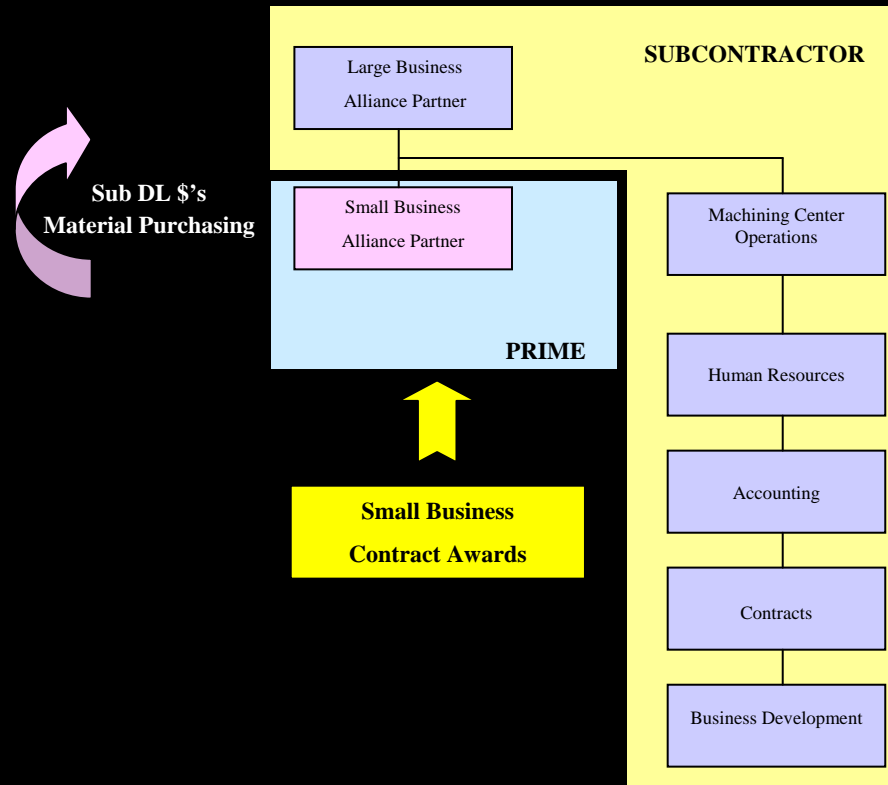 SUBCONTRACTOR
Large Business
Alliance Partner
Sub DL $’s
Material Purchasing
Small Business
Alliance Partner
PRIME
Machining Center
Operations
Human Resources
Accounting
Contracts
Business Development
Small Business
Contract Awards